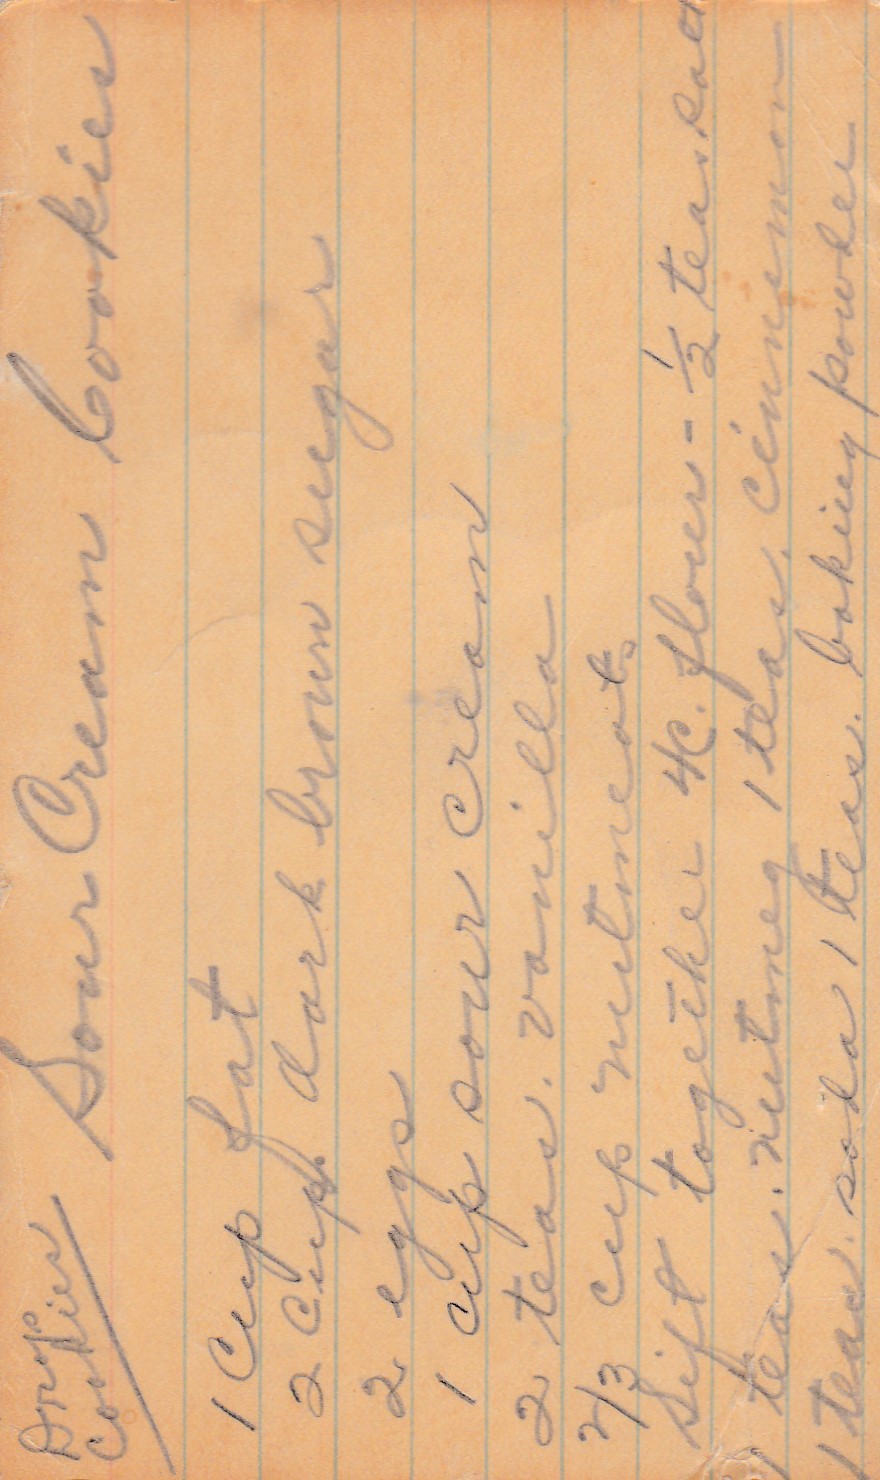 Drop
Cookies
Sour Cream Cookies
1 Cup fat
2 Cup. dark brown sugar
2 eggs
1 cup sour cream
2 teas. vanilla
2/3 cup nutmeats
Sift together 4C. flour - 1/2 teas salt
1 teas. nutmeg 1 teas. cinnamon
1 teas. soda 1 teas. baking powder